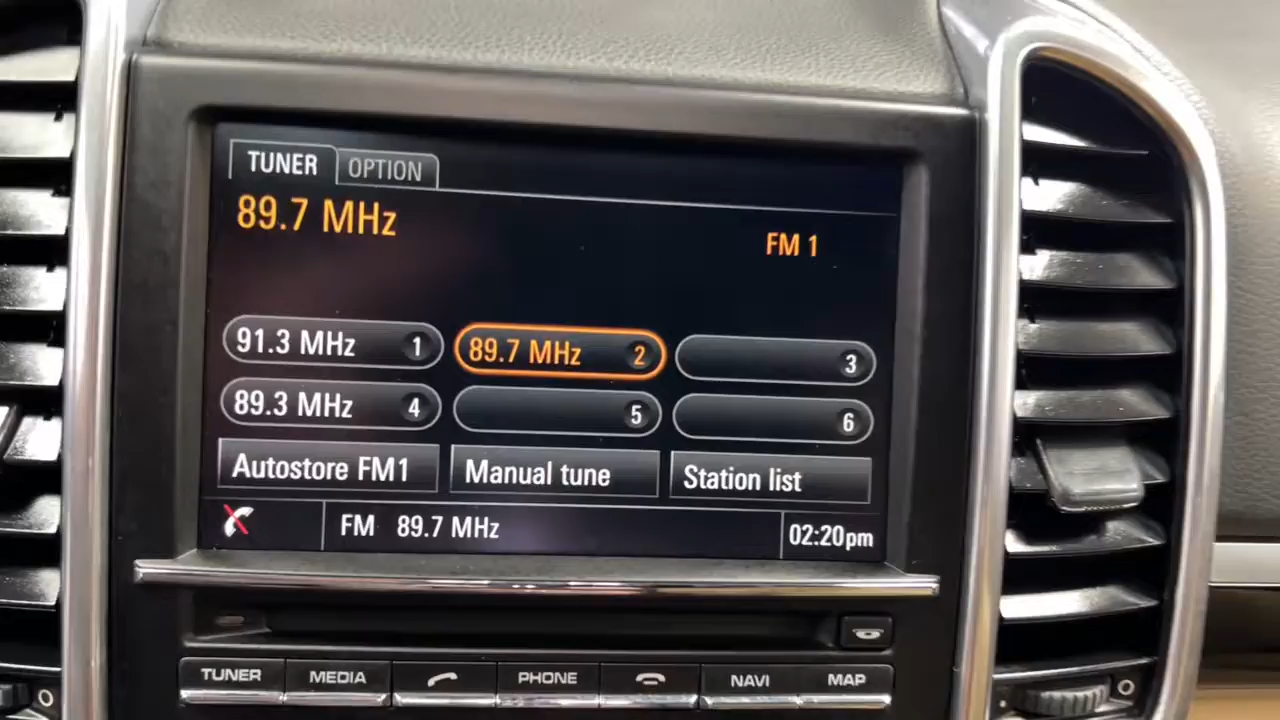 TUNER OPTION
89.7 MHz
FM 1
91.3 MHz 1 89.7 MHz 2 3
89.3 MHz 4 5 6
Autostore FM1 Manual tune Station list
FM 89.7 MHz 02:20pm
TUNER MEDIA PHONE NAVI MAP